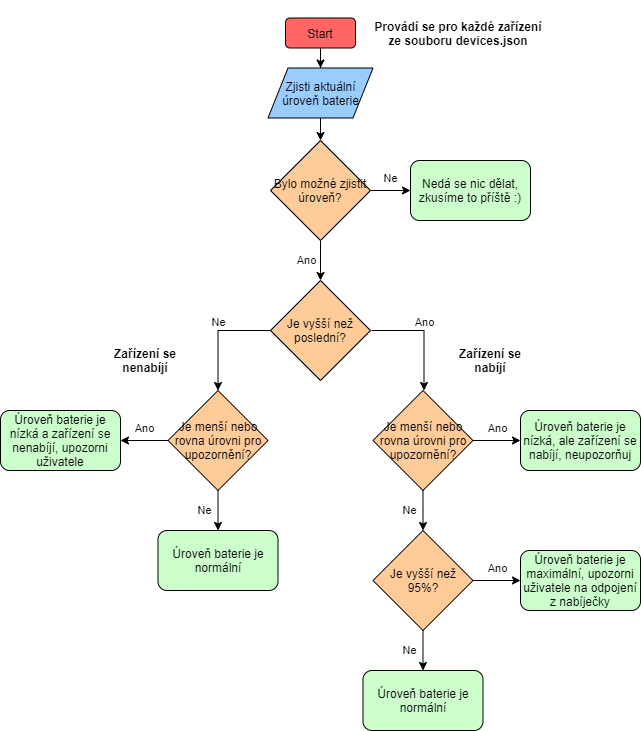 Start
Provádí se pro každé zařízení
ze souboru devices.json
Zjisti aktuální
úroveň baterie
Bylo možné zjistit
úroveň?
Ne
Nedá se nic dělat,
zkusíme to příště :)
Ano
Je vyšší než
poslední?
Ne
Ano
Zařízení se
nenabíjí
Zařízení se
nabíjí
Úroveň baterie je
nízká a zařízení se
nenabíjí, upozorni
uživatele
Ano
Je menší nebo
rovna úrovni pro
upozornění?
Je menší nebo
rovna úrovni pro
upozornění?
Ano
Úroveň baterie je
nízká, ale zařízení se
nabíjí, neupozorňuj
Ne
Ne
Úroveň baterie je
normální
Je vyšší než
95%?
Ano
Úroveň baterie je
maximální, upozorni
uživatele na odpojení
z nabíječky
Ne
Úroveň baterie je
normální